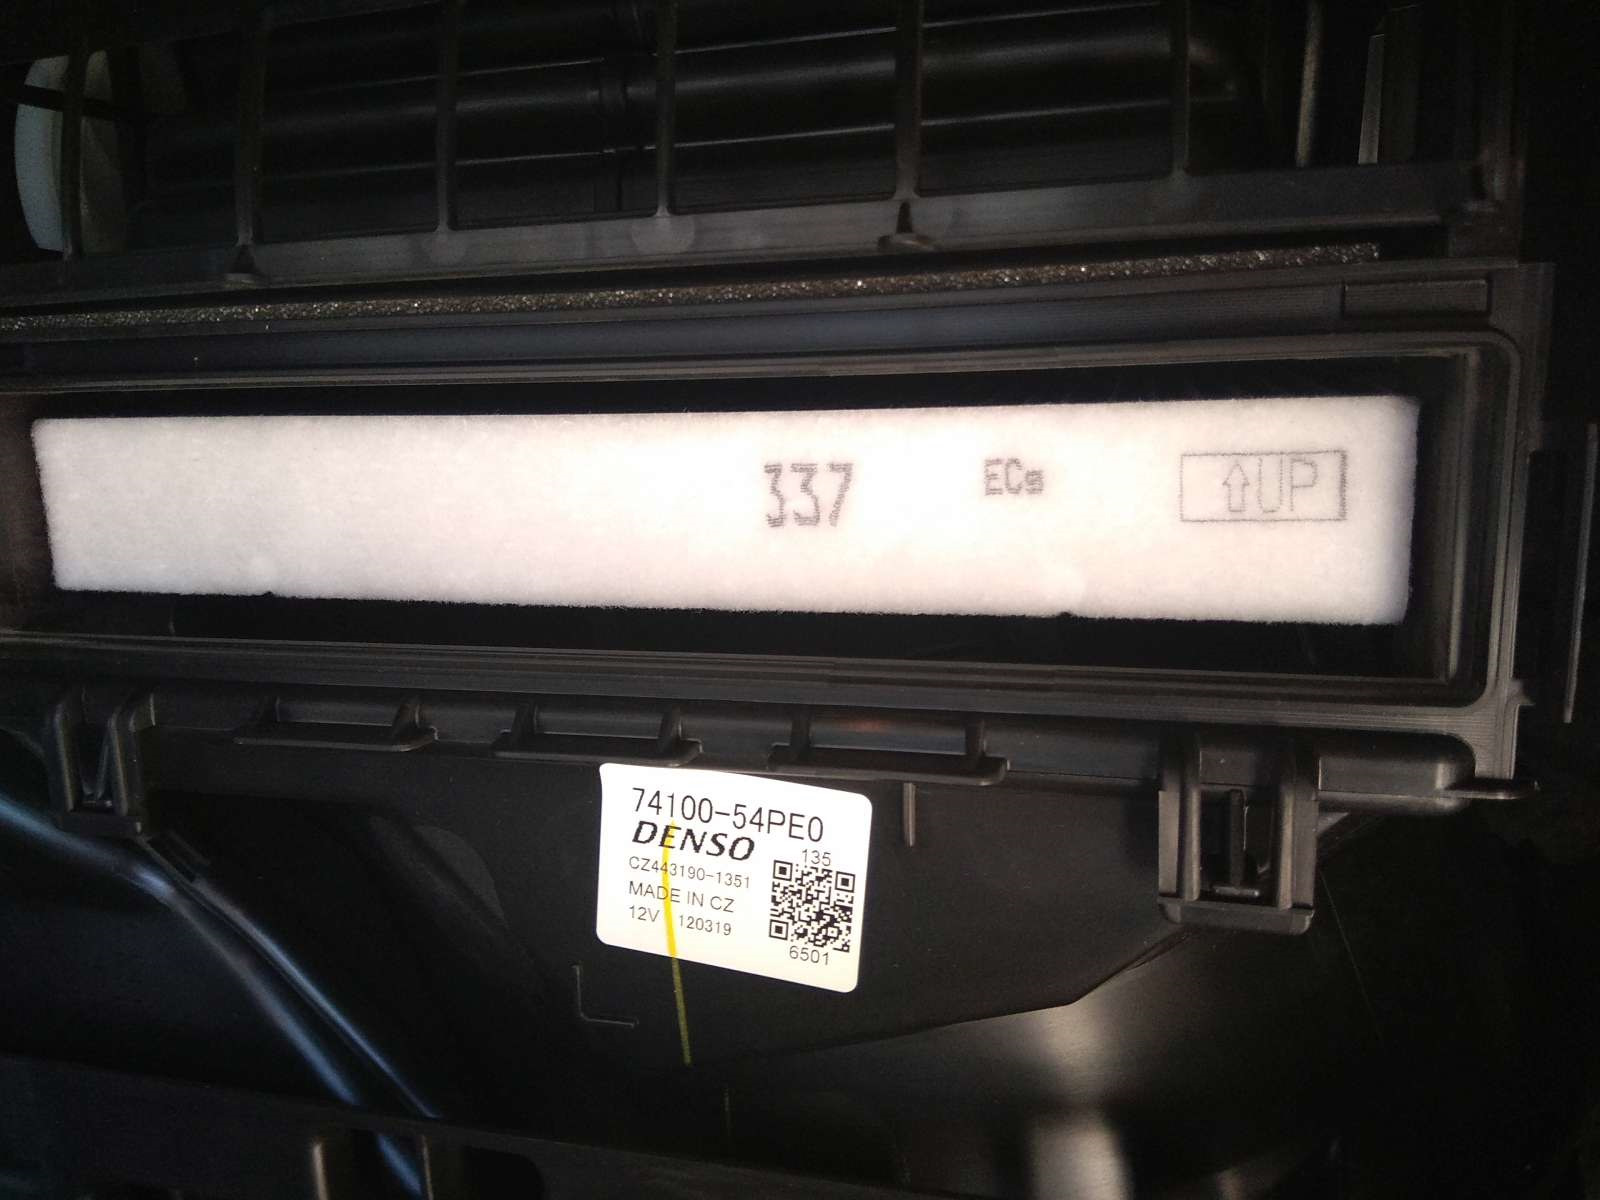 337 ECs ⇧UP
74100-54PE0
DENSO
135
CZ443190-1351
MADE IN CZ
12V 120319
6501